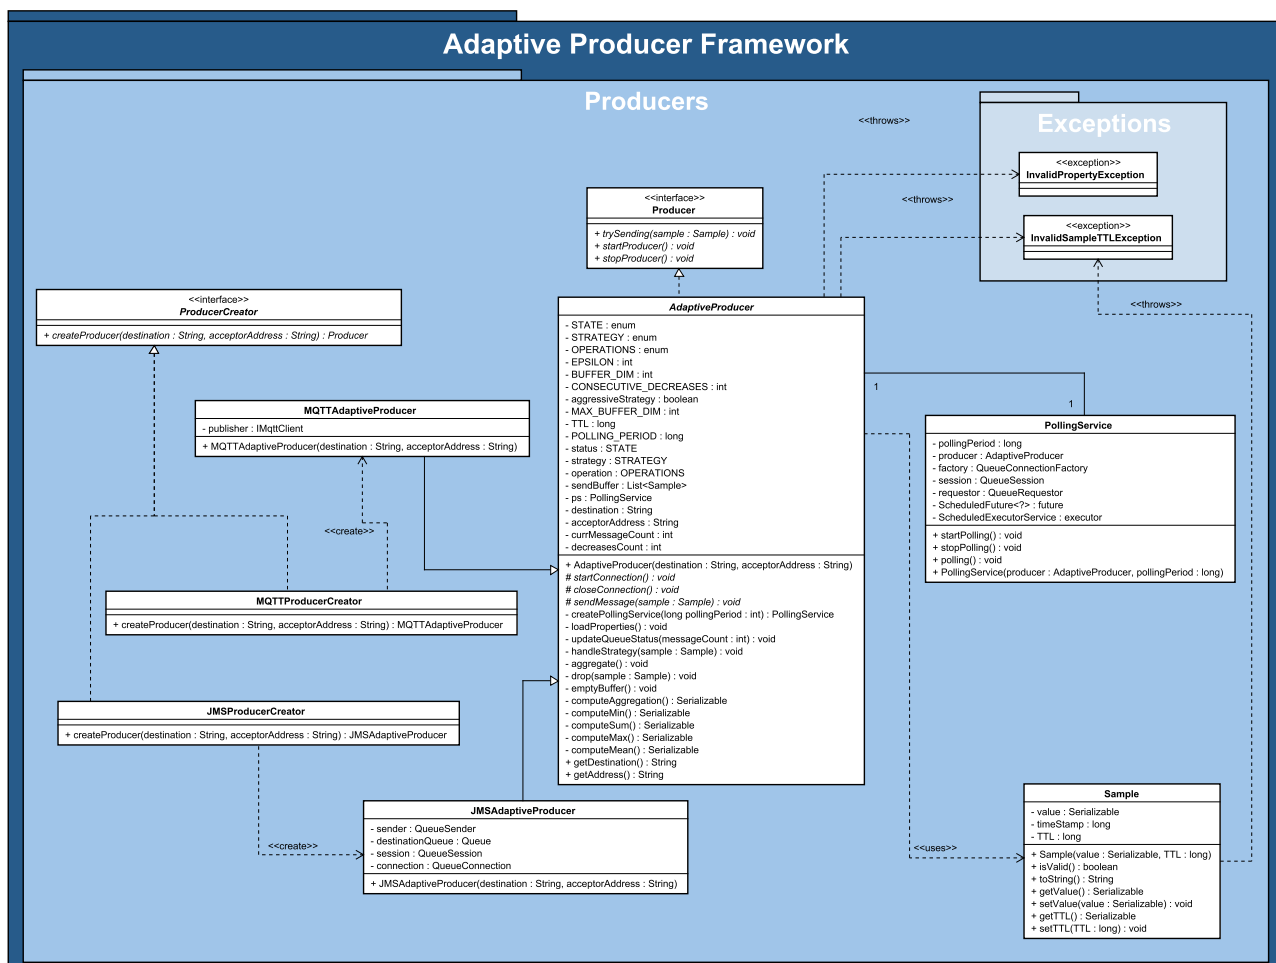 Adaptive Producer Framework
Producers
<<throws>>
Exceptions
<<exception>>
InvalidPropertyException
<<throws>>
<<exception>>
InvalidSampleTTLException
<<throws>>
<<interface>>
Producer
+ trySending(sample : Sample) : void
+ startProducer() : void
+ stopProducer() : void
<<interface>>
ProducerCreator
+ createProducer(destination : String, acceptorAddress : String) : Producer
AdaptiveProducer
- STATE : enum
- STRATEGY : enum
- OPERATIONS : enum
- EPSILON : int
- BUFFER_DIM : int
- CONSECUTIVE_DECREASES : int
- aggressiveStrategy : boolean
- MAX_BUFFER_DIM : int
- TTL : long
- POLLING_PERIOD : long
- status : STATE
- strategy : STRATEGY
- operation : OPERATIONS
- sendBuffer : List<Sample>
- ps : PollingService
- destination : String
- acceptorAddress : String
- currMessageCount : int
- decreasesCount : int
+ AdaptiveProducer(destination : String, acceptorAddress : String)
# startConnection() : void
# closeConnection() : void
# sendMessage(sample : Sample) : void
- createPollingService(long pollingPeriod : int) : PollingService
- loadProperties() : void
- updateQueueStatus(messageCount : int) : void
- handleStrategy(sample : Sample) : void
- aggregate() : void
- drop(sample : Sample) : void
- emptyBuffer() : void
- computeAggregation() : Serializable
- computeMin() : Serializable
- computeSum() : Serializable
- computeMax() : Serializable
- computeMean() : Serializable
+ getDestination() : String
+ getAddress() : String
1
1
MQTTAdaptiveProducer
- publisher : IMqttClient
+ MQTTAdaptiveProducer(destination : String, acceptorAddress : String)
<<create>>
PollingService
- pollingPeriod : long
- producer : AdaptiveProducer
- factory : QueueConnectionFactory
- session : QueueSession
- requestor : QueueRequestor
- ScheduledFuture<?> : future
- ScheduledExecutorService : executor
+ startPolling() : void
+ stopPolling() : void
+ polling() : void
+ PollingService(producer : AdaptiveProducer, pollingPeriod : long)
MQTTProducerCreator
+ createProducer(destination : String, acceptorAddress : String) : MQTTAdaptiveProducer
JMSProducerCreator
+ createProducer(destination : String, acceptorAddress : String) : JMSAdaptiveProducer
<<create>>
JMSAdaptiveProducer
- sender : QueueSender
- destinationQueue : Queue
- session : QueueSession
- connection : QueueConnection
+ JMSAdaptiveProducer(destination : String, acceptorAddress : String)
<<uses>>
Sample
- value : Serializable
- timeStamp : long
- TTL : long
+ Sample(value : Serializable, TTL : long)
+ isValid() : boolean
+ toString() : String
+ getValue() : Serializable
+ setValue(value : Serializable) : void
+ getTTL() : Serializable
+ setTTL(TTL : long) : void